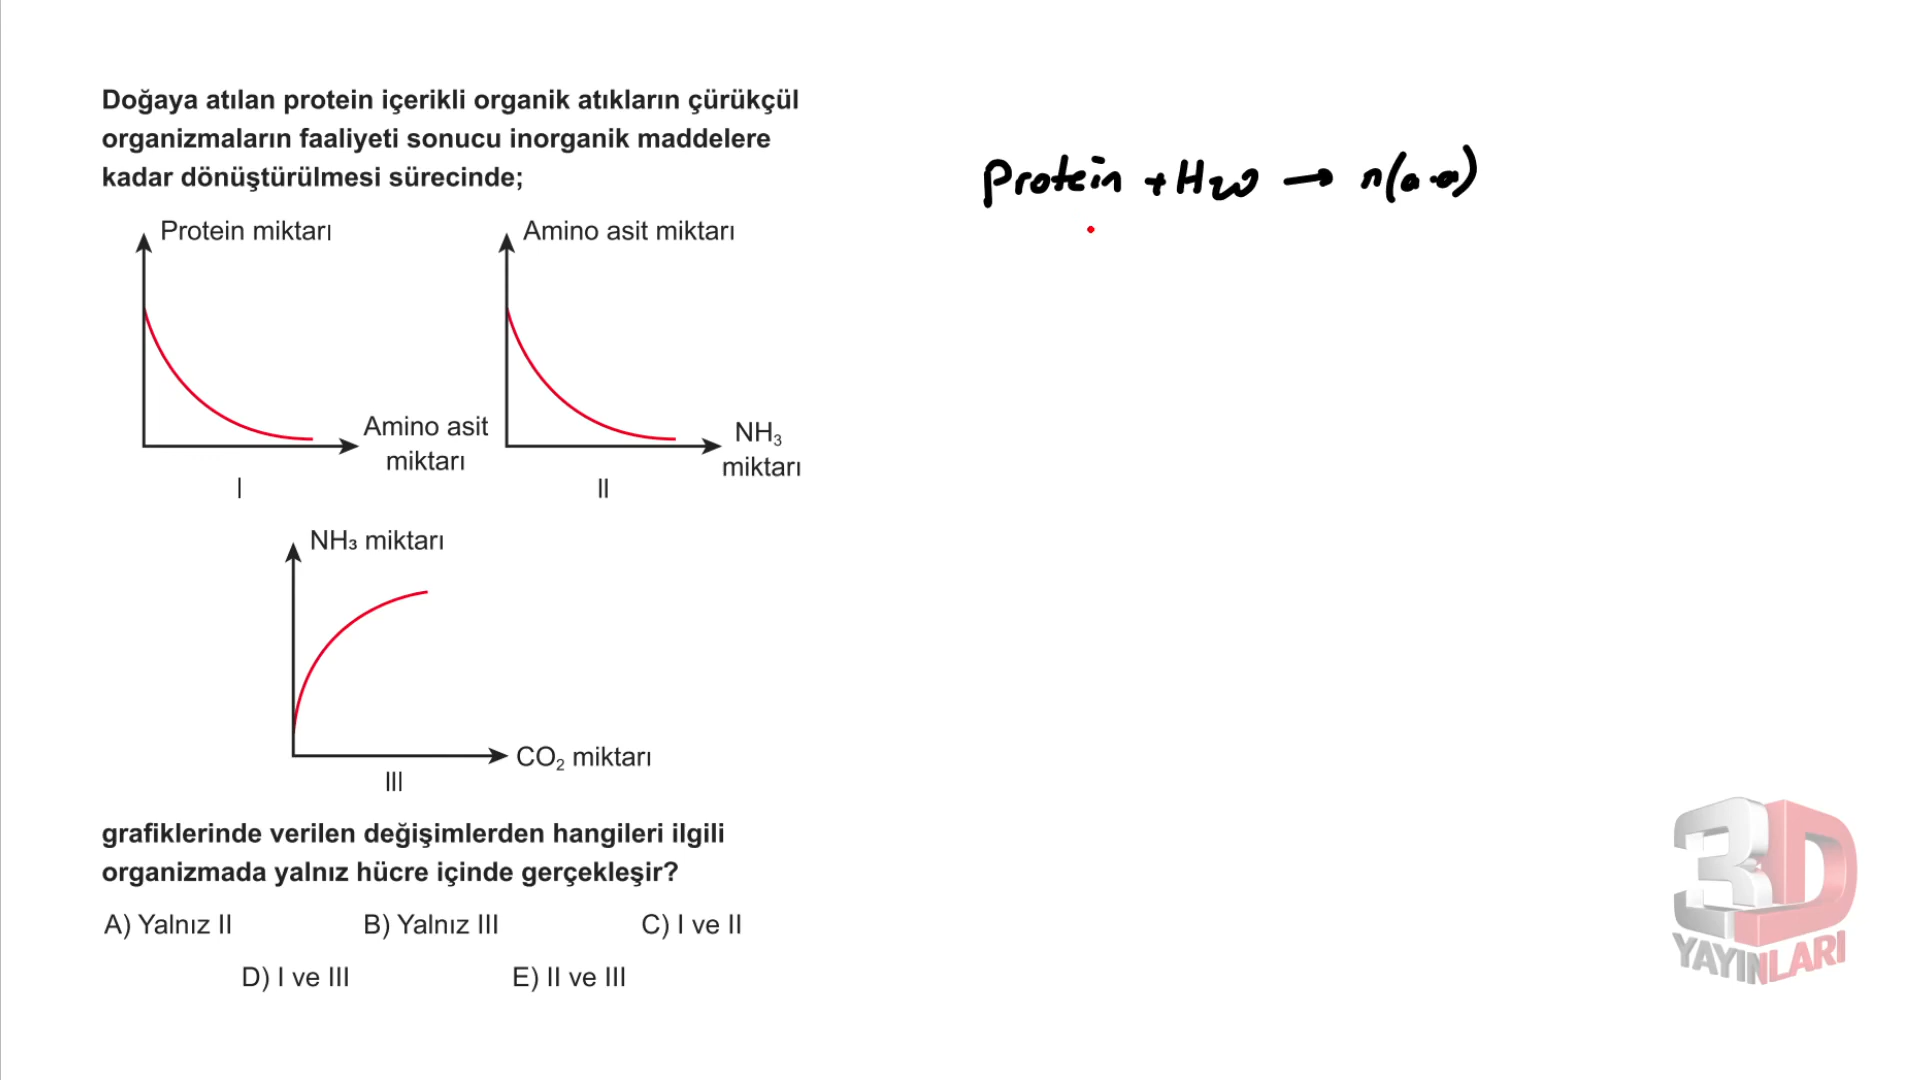 Doğaya atılan protein içerikli organik atıkların çürükçül
organizmaların faaliyeti sonucu inorganik maddelere
kadar dönüştürülmesi sürecinde;
Protein miktarı
Amino asit
miktarı
I
Amino asit miktarı
NH₃
miktarı
II
NH₃ miktarı
CO₂ miktarı
III
grafiklerinde verilen değişimlerden hangileri ilgili
organizmada yalnız hücre içinde gerçekleşir?
A) Yalnız II B) Yalnız III C) I ve II
D) I ve III E) II ve III
Protein + H₂O → n(a.a)
3D
YAYINLARI